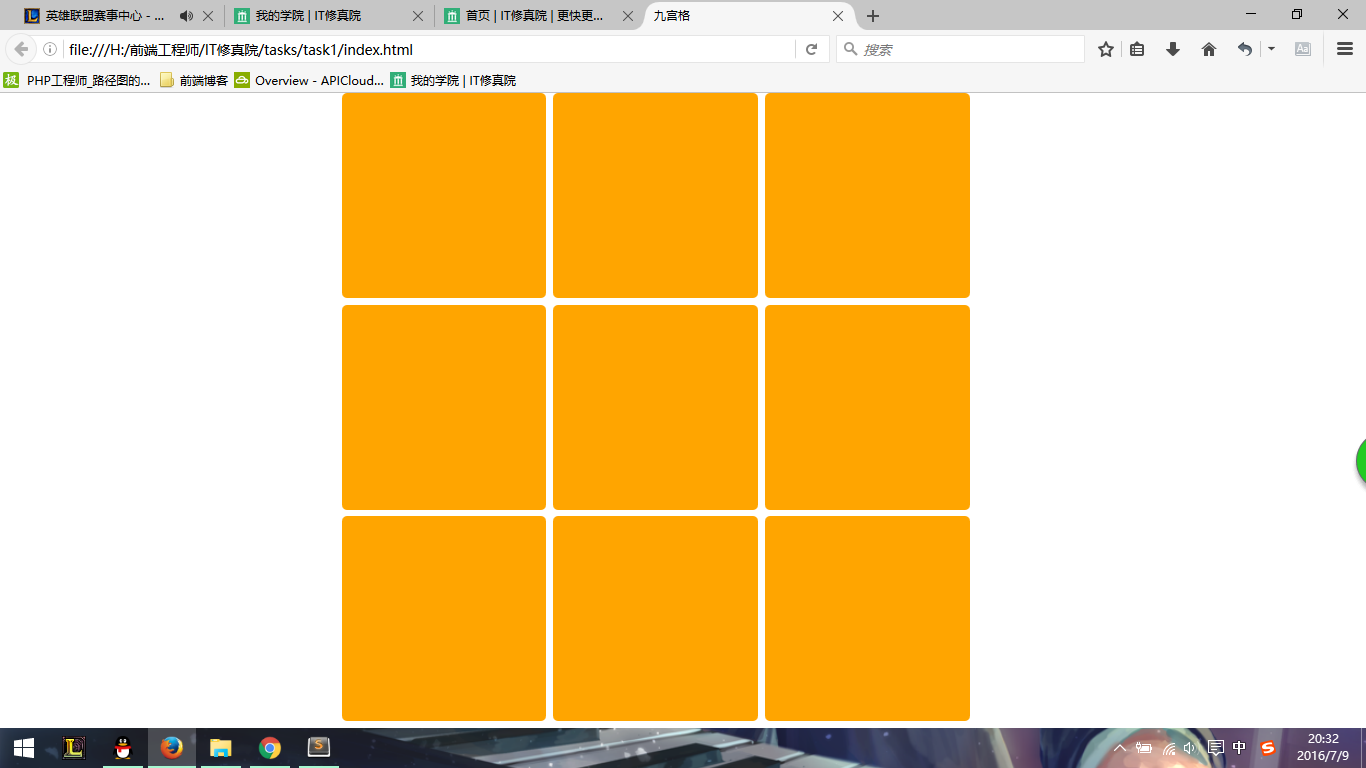 英雄联盟赛事中心 - ...
我的学院 | IT修真院
首页 | IT修真院 | 更快更...
九宫格
file:///H:/前端工程师/IT修真院/tasks/task1/index.html
搜索
PHP工程师_路径图的...
前端博客
Overview - APICloud...
我的学院 | IT修真院
中
20:32
2016/7/9